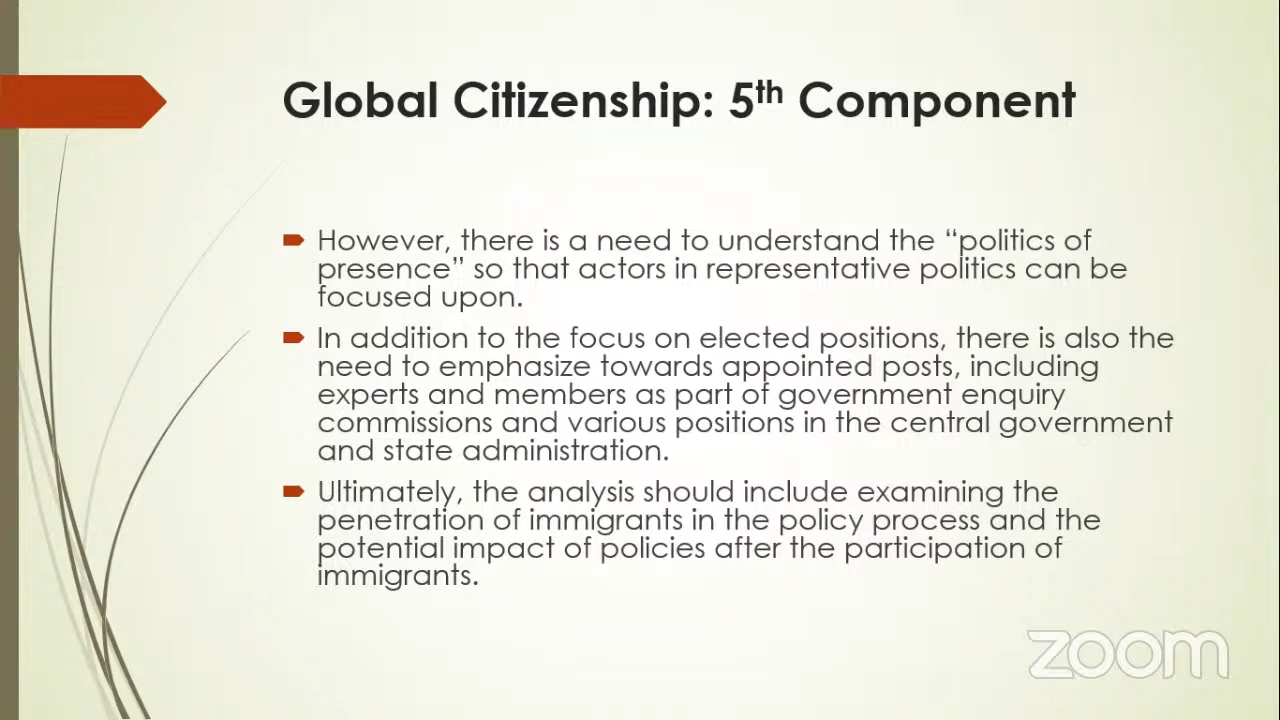 Global Citizenship: 5th Component
However, there is a need to understand the “politics of
presence” so that actors in representative politics can be
focused upon.
In addition to the focus on elected positions, there is also the
need to emphasize towards appointed posts, including
experts and members as part of government enquiry
commissions and various positions in the central government
and state administration.
Ultimately, the analysis should include examining the
penetration of immigrants in the policy process and the
potential impact of policies after the participation of
immigrants.
zoom